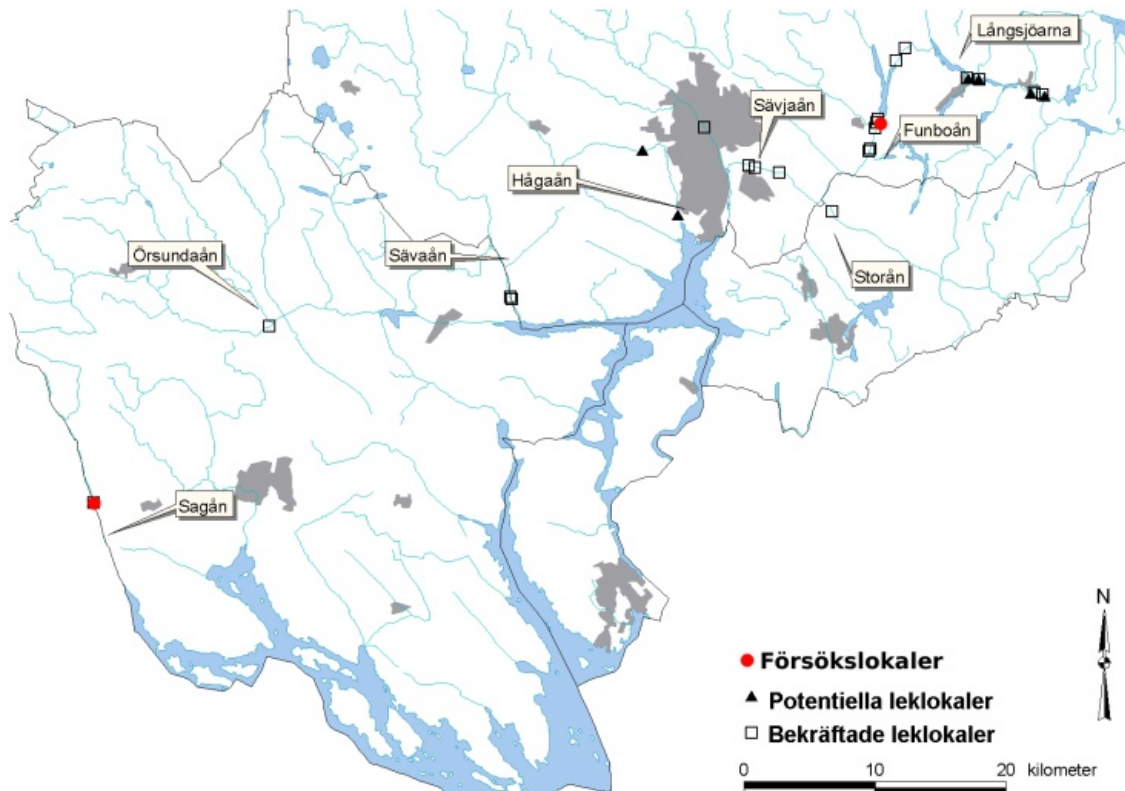 Långsjöarna
Sävjaån
Funboån
Hågaån
Örsundaån
Sävaån
Storån
Sagån
N
Försökslokaler
Potentiella leklokaler
Bekräftade leklokaler
0 10 20 kilometer